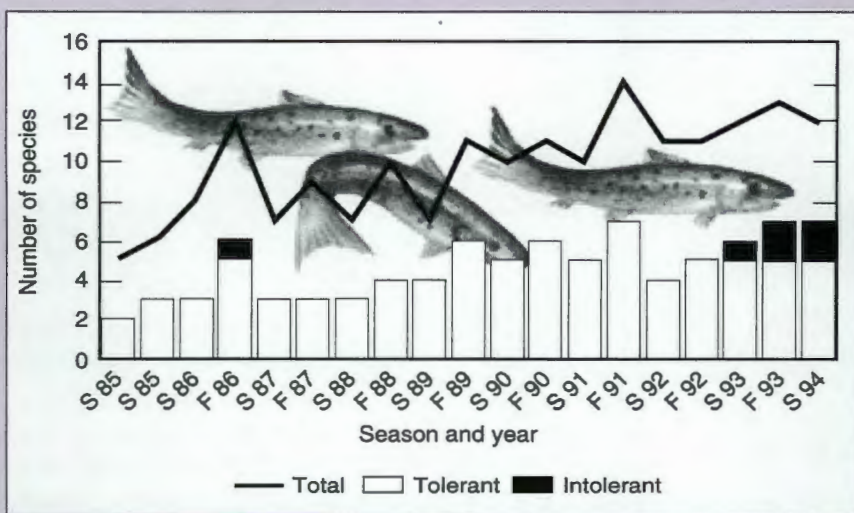 Number of species
16
14
12
10
8
6
4
2
0
S 85
S 85
S 86
F 86
S 87
F 87
S 88
F 88
S 89
F 89
S 90
F 90
S 91
F 91
S 92
F 92
S 93
F 93
S 94
Season and year
Total Tolerant Intolerant